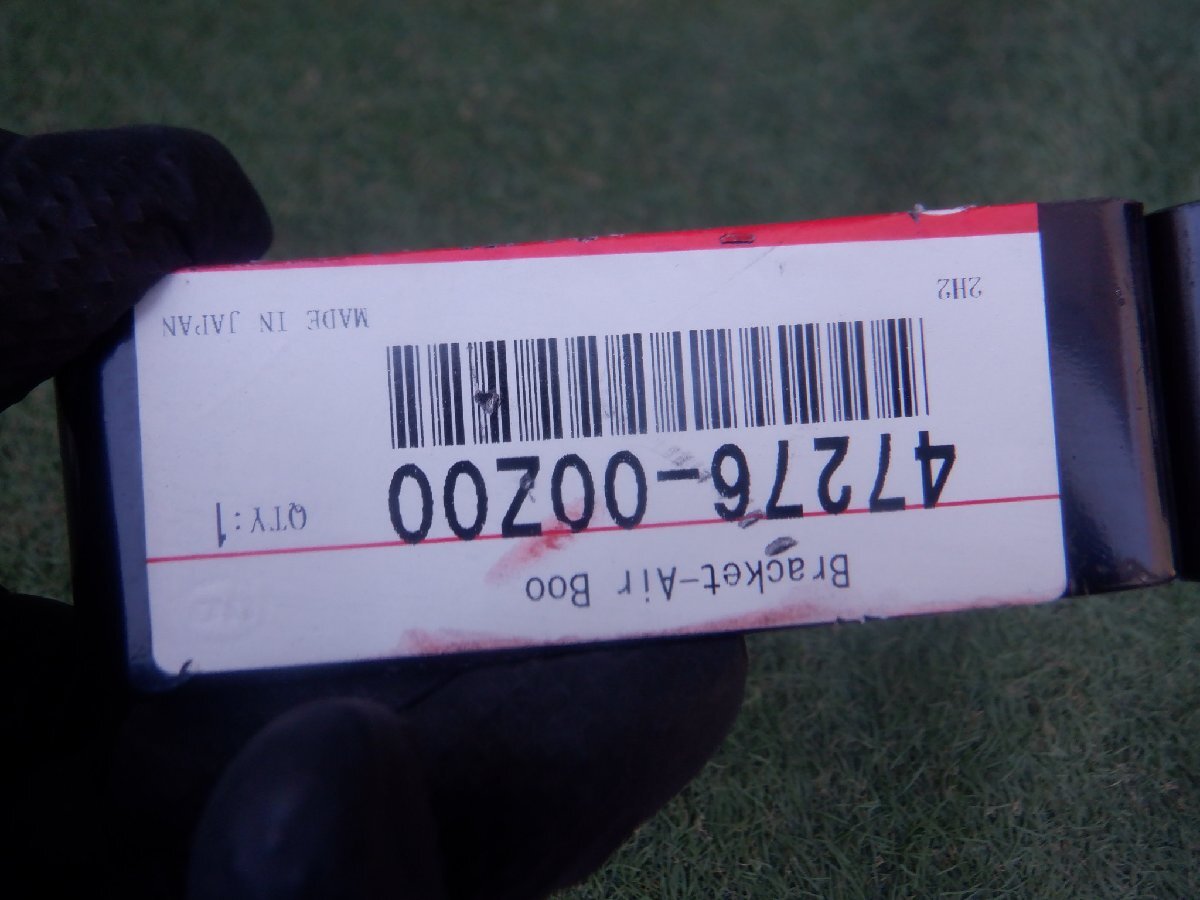 Bracket-Air Boo
47276-00Z00 QTY:1
2H2 MADE IN JAPAN